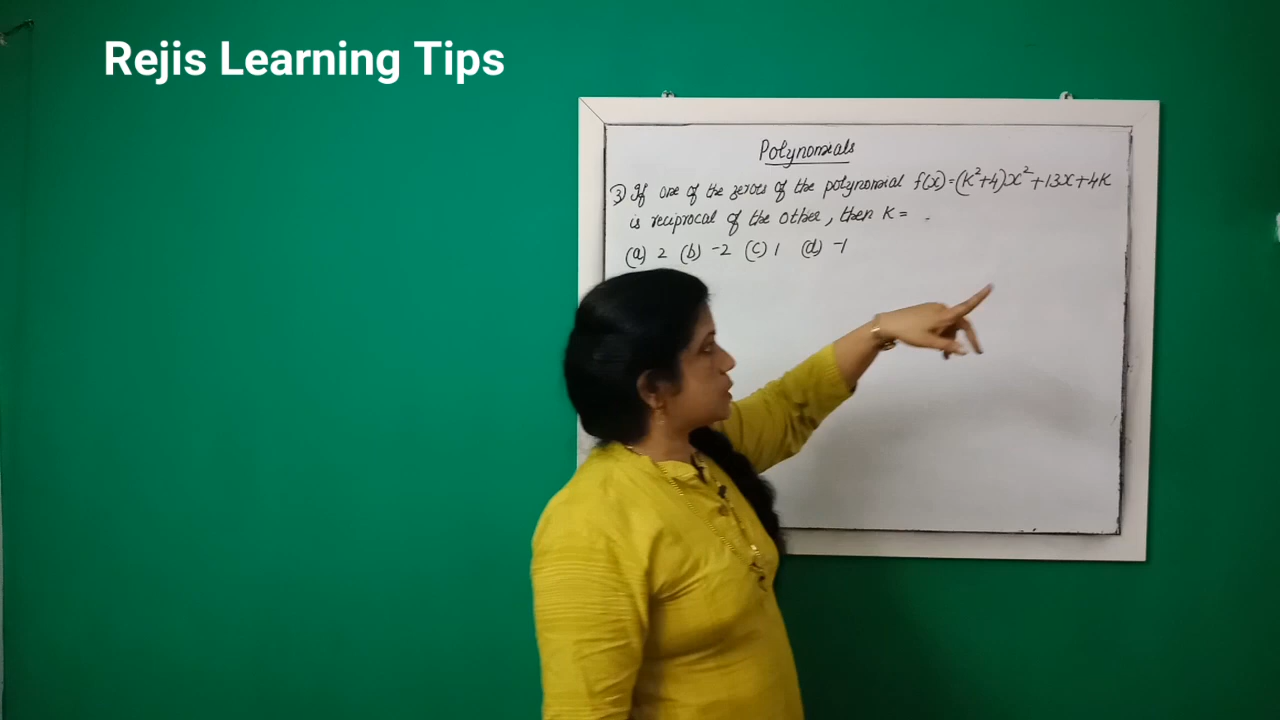 Rejis Learning Tips
Polynomials
③ If one of the zeros of the polynomial f(x)=(k²+4)x²+13x+4k
is reciprocal of the other, then k = .
(a) 2 (b) -2 (c) 1 (d) -1